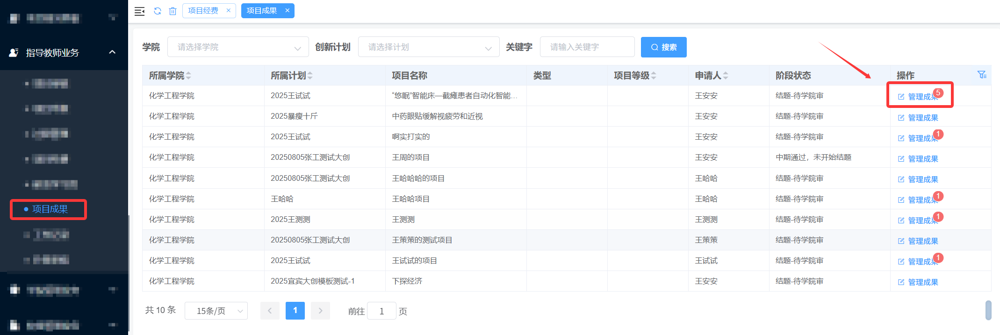 项目经费 ×
项目成果 ×
指导教师业务
项目成果
学院 请选择学院 创新计划 请选择计划 关键字 请输入关键字 搜索
所属学院 所属计划 项目名称 类型 项目等级 申请人 阶段状态 操作
化学工程学院 2025王试试 “悠眠”智能床—截瘫患者自动化智能... 王安安 结题-待学院审 管理成果 5
化学工程学院 2025暴瘦十斤 中药眼贴缓解视疲劳和近视 王安安 结题-待学院审 管理成果
化学工程学院 2025王试试 啊实打实的 王安安 结题-待学院审 管理成果 1
化学工程学院 20250805张工测试大创 王周的项目 王安安 中期通过，未开始结题 管理成果
化学工程学院 20250805张工测试大创 王哈哈哈的项目 王哈哈 结题-待学院审 管理成果
化学工程学院 王哈哈 王哈哈项目 王哈哈 结题-待学院审 管理成果 1
化学工程学院 2025王测测 王测测 王测测 结题-待学院审 管理成果 1
化学工程学院 20250805张工测试大创 王策策的测试项目 王策策 结题-待学院审 管理成果
化学工程学院 2025王试试 王试试的项目 王试试 结题-待学院审 管理成果 1
化学工程学院 2025宜宾大创模板测试-1 下探经济 王安安 结题-待学院审 管理成果
共 10 条 15条/页 1 前往 1 页